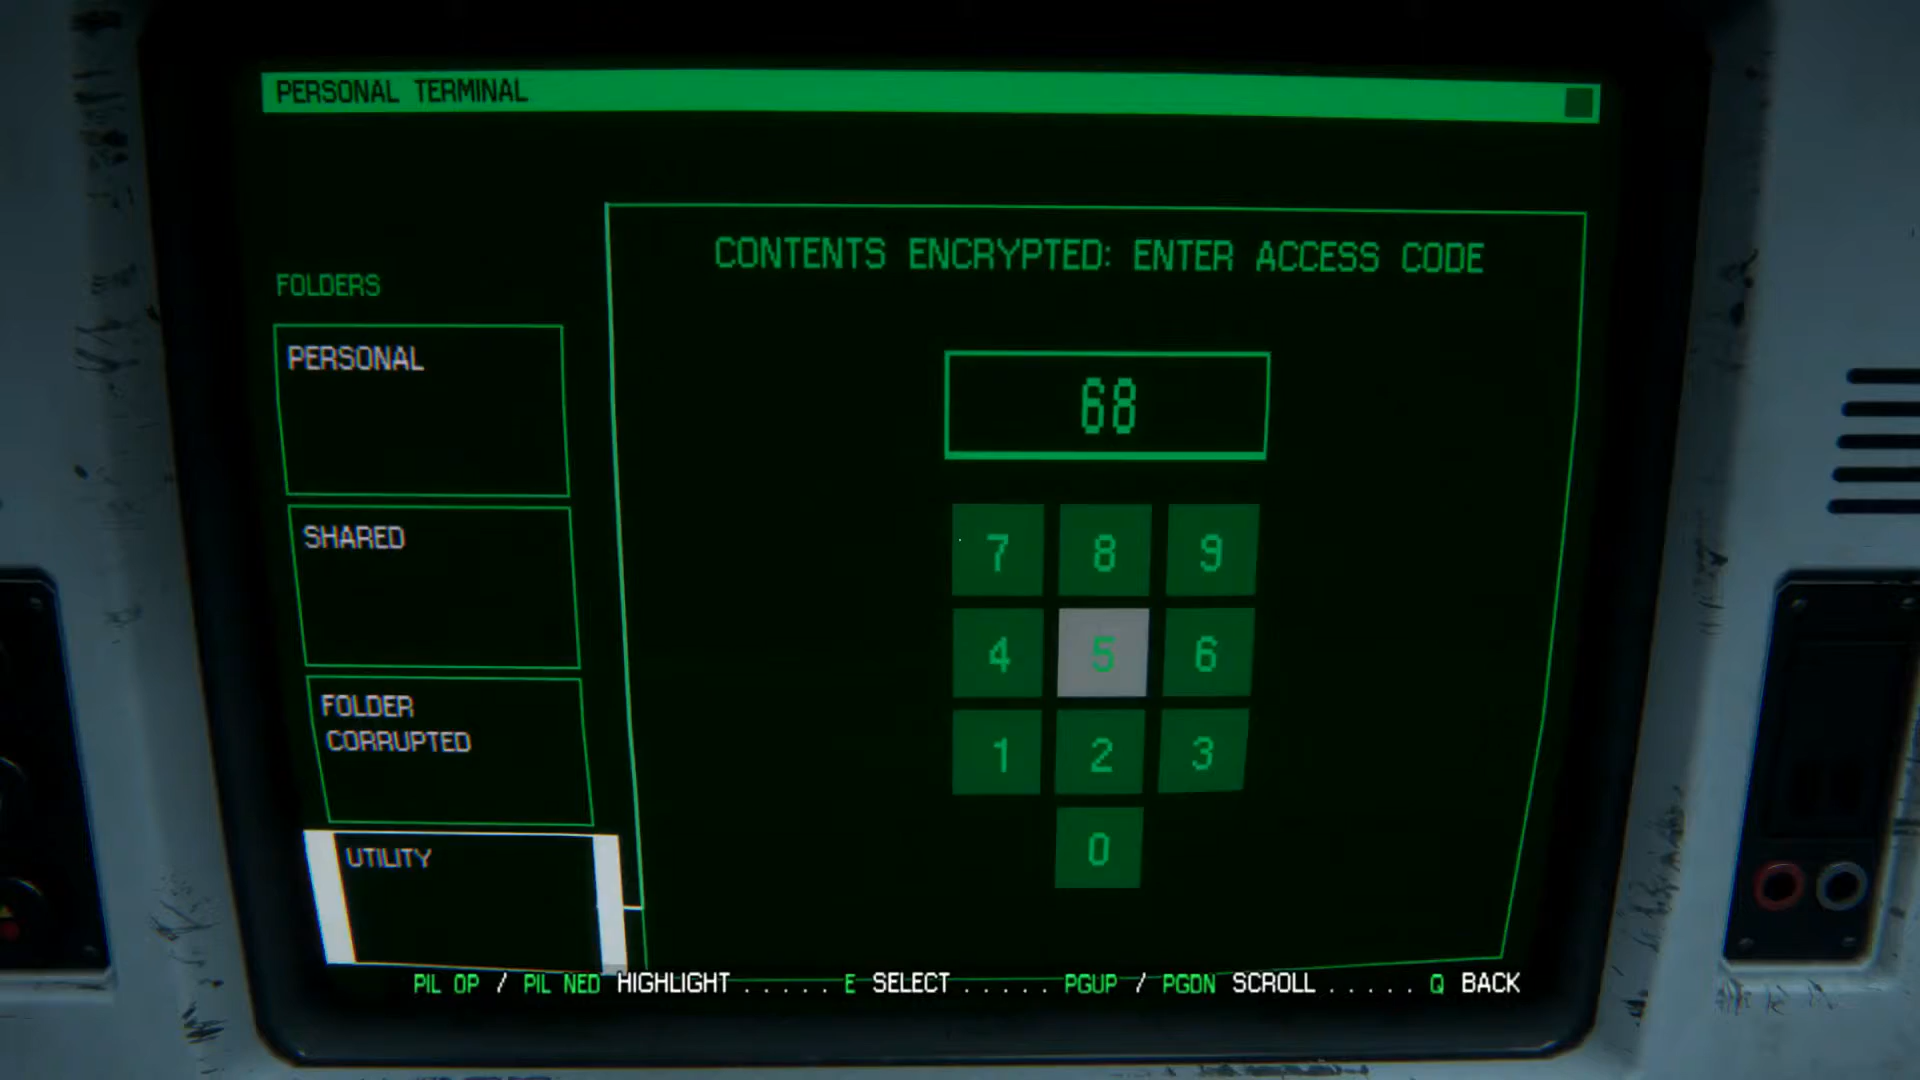 PERSONAL TERMINAL
CONTENTS ENCRYPTED: ENTER ACCESS CODE
FOLDERS
PERSONAL
SHARED
FOLDER
CORRUPTED
UTILITY
68
7 8 9
4 5 6
1 2 3
0
PIL OP / PIL NED HIGHLIGHT ..... E SELECT ..... PGUP / PGDN SCROLL ..... Q BACK